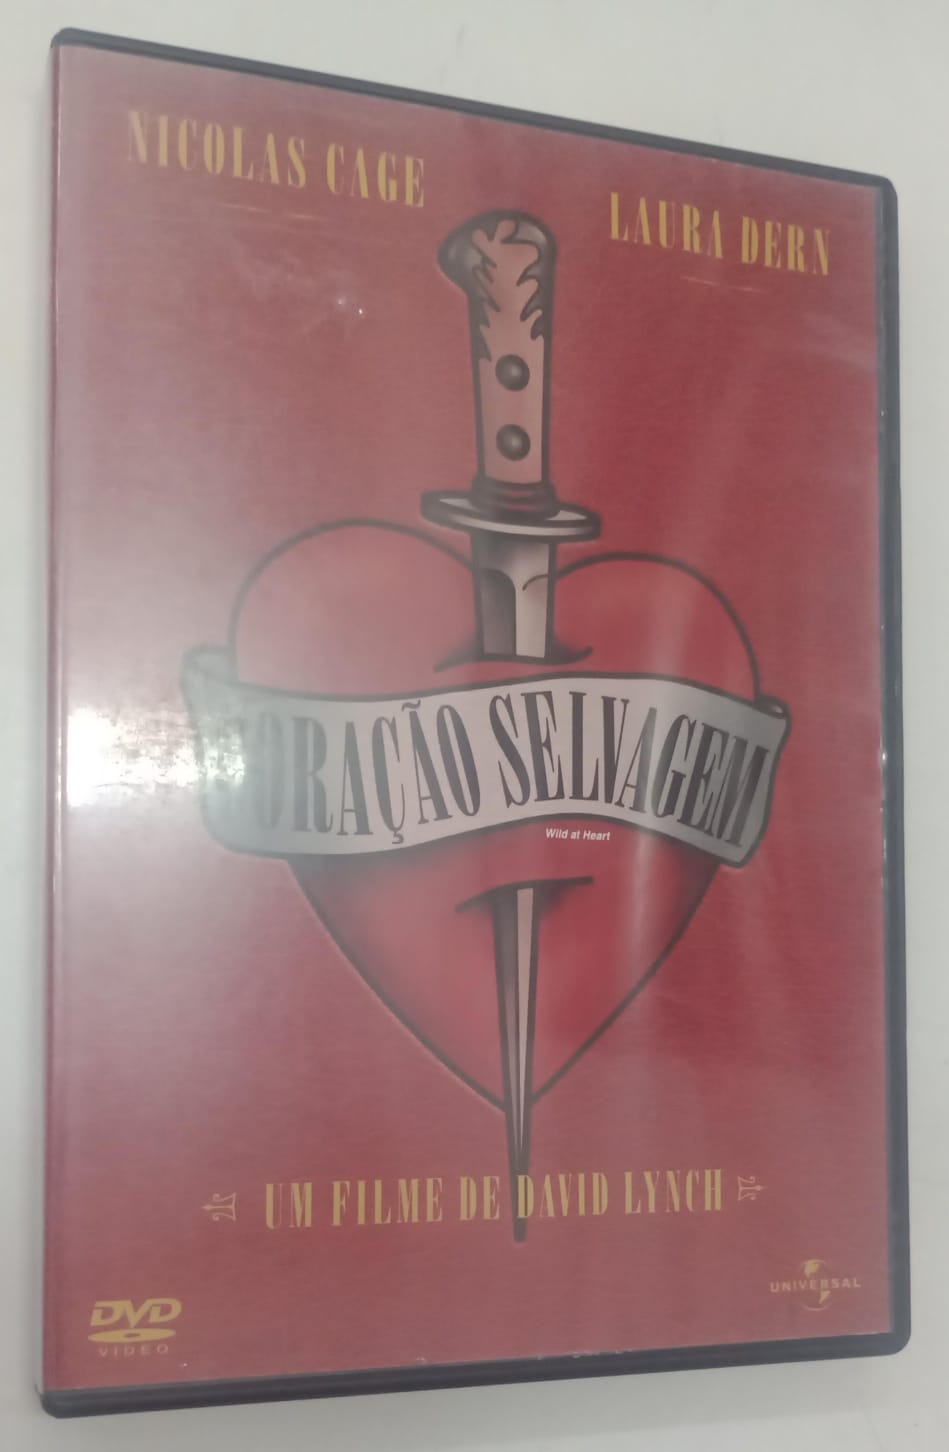 NICOLAS CAGE
LAURA DERN
CORAÇÃO SELVAGEM
Wild at Heart
UM FILME DE DAVID LYNCH
DVD
VIDEO
UNIVERSAL